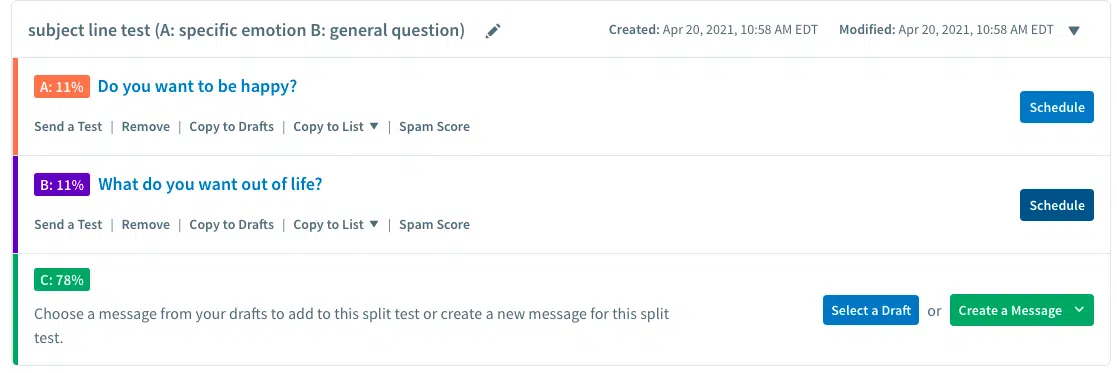 subject line test (A: specific emotion B: general question) Created: Apr 20, 2021, 10:58 AM EDT Modified: Apr 20, 2021, 10:58 AM EDT
A: 11% Do you want to be happy?
Schedule
Send a Test | Remove | Copy to Drafts | Copy to List | Spam Score
B: 11% What do you want out of life?
Schedule
Send a Test | Remove | Copy to Drafts | Copy to List | Spam Score
C: 78%
Choose a message from your drafts to add to this split test or create a new message for this split
test.
Select a Draft or Create a Message